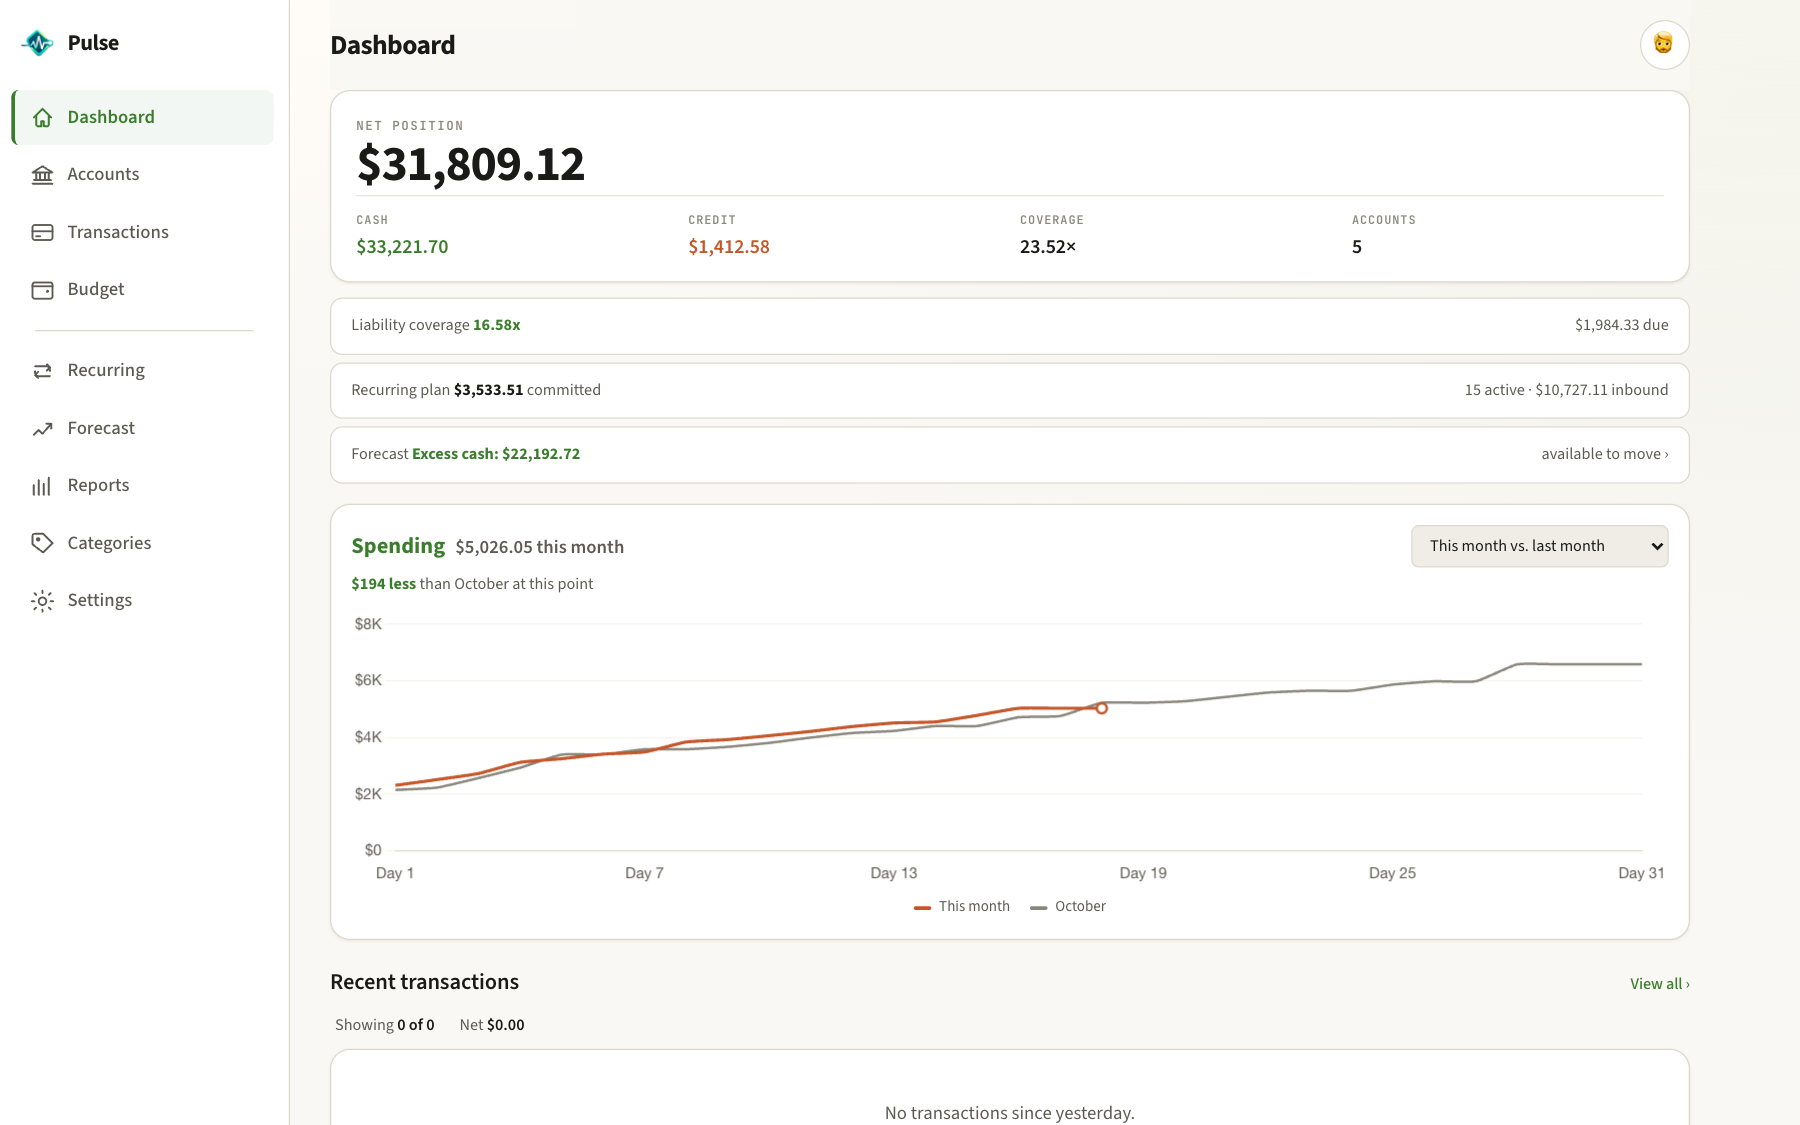 Pulse
Dashboard
Accounts
Transactions
Budget
Recurring
Forecast
Reports
Categories
Settings
Dashboard
NET POSITION
$31,809.12
CASH
$33,221.70
CREDIT
$1,412.58
COVERAGE
23.52×
ACCOUNTS
5
Liability coverage 16.58x
$1,984.33 due
Recurring plan $3,533.51 committed
15 active · $10,727.11 inbound
Forecast Excess cash: $22,192.72
available to move ›
Spending $5,026.05 this month
This month vs. last month
$194 less than October at this point
$8K
$6K
$4K
$2K
$0
Day 1 Day 7 Day 13 Day 19 Day 25 Day 31
This month October
Recent transactions
View all ›
Showing 0 of 0 Net $0.00
No transactions since yesterday.